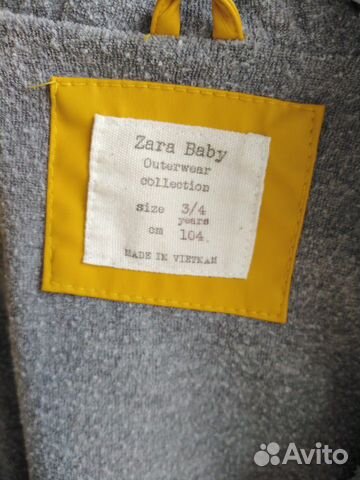 Zara Baby
Outerwear
collection
size 3/4
years
cm 104
MADE IN VIETNAM
Avito